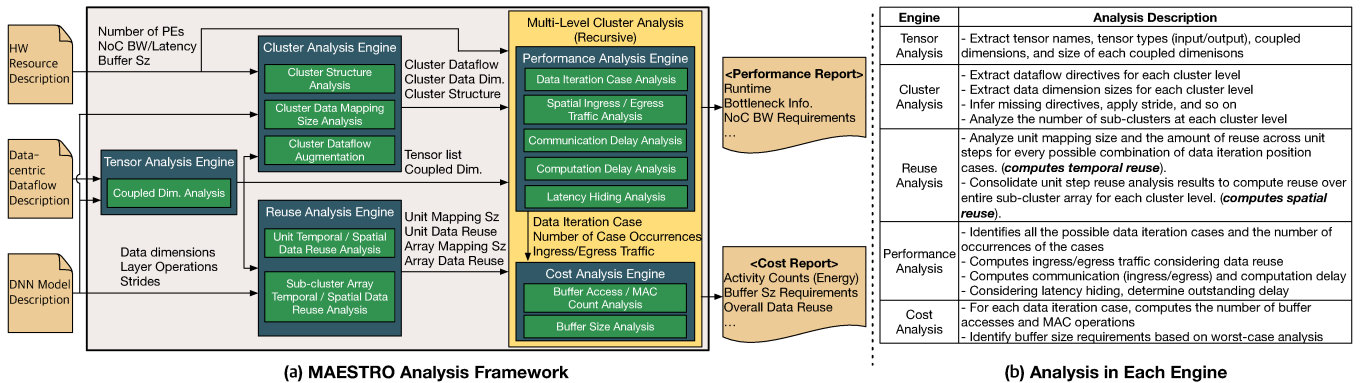 HW
Resource
Description
Data-
centric
Dataflow
Description
DNN Model
Description
Number of PEs
NoC BW/Latency
Buffer Sz
Tensor Analysis Engine
Coupled Dim. Analysis
Data dimensions
Layer Operations
Strides
Cluster Analysis Engine
Cluster Structure
Analysis
Cluster Data Mapping
Size Analysis
Cluster Dataflow
Augmentation
Reuse Analysis Engine
Unit Temporal / Spatial
Data Reuse Analysis
Sub-cluster Array
Temporal / Spatial Data
Reuse Analysis
Cluster Dataflow
Cluster Data Dim.
Cluster Structure
Tensor list
Coupled Dim.
Unit Mapping Sz
Unit Data Reuse
Array Mapping Sz
Array Data Reuse
Multi-Level Cluster Analysis
(Recursive)
Performance Analysis Engine
Data Iteration Case Analysis
Spatial Ingress / Egress
Traffic Analysis
Communication Delay Analysis
Computation Delay Analysis
Latency Hiding Analysis
Data Iteration Case
Number of Case Occurrences
Ingress/Egress Traffic
Cost Analysis Engine
Buffer Access / MAC
Count Analysis
Buffer Size Analysis
<Performance Report>
Runtime
Bottleneck Info.
NoC BW Requirements
...
<Cost Report>
Activity Counts (Energy)
Buffer Sz Requirements
Overall Data Reuse
...
(a) MAESTRO Analysis Framework
Engine
Analysis Description
Tensor
Analysis
- Extract tensor names, tensor types (input/output), coupled
dimensions, and size of each coupled dimenisons
Cluster
Analysis
- Extract dataflow directives for each cluster level
- Extract data dimension sizes for each cluster level
- Infer missing directives, apply stride, and so on
- Analyze the number of sub-clusters at each cluster level
Reuse
Analysis
- Analyze unit mapping size and the amount of reuse across unit
steps for every possible combination of data iteration position
cases. (computes temporal reuse).
- Consolidate unit step reuse analysis results to compute reuse over
entire sub-cluster array for each cluster level. (computes spatial
reuse).
Performance
Analysis
- Identifies all the possible data iteration cases and the number of
occurrences of the cases
- Computes ingress/egress traffic considering data reuse
- Computes communication (ingress/egress) and computation delay
- Considering latency hiding, determine outstanding delay
Cost
Analysis
- For each data iteration case, computes the number of buffer
accesses and MAC operations
- Identify buffer size requirements based on worst-case analysis
(b) Analysis in Each Engine